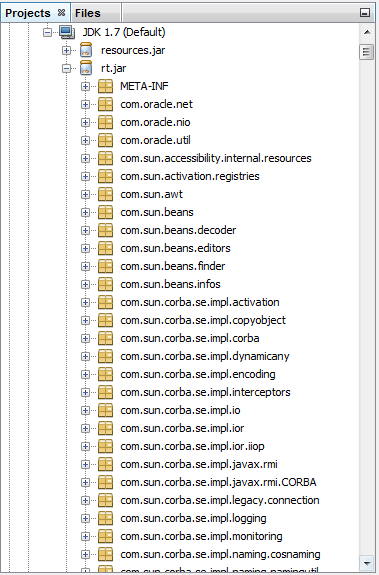 Projects Files
JDK 1.7 (Default)
resources.jar
rt.jar
META-INF
com.oracle.net
com.oracle.nio
com.oracle.util
com.sun.accessibility.internal.resources
com.sun.activation.registries
com.sun.awt
com.sun.beans
com.sun.beans.decoder
com.sun.beans.editors
com.sun.beans.finder
com.sun.beans.infos
com.sun.corba.se.impl.activation
com.sun.corba.se.impl.copyobject
com.sun.corba.se.impl.corba
com.sun.corba.se.impl.dynamicany
com.sun.corba.se.impl.encoding
com.sun.corba.se.impl.interceptors
com.sun.corba.se.impl.io
com.sun.corba.se.impl.ior
com.sun.corba.se.impl.ior.iiop
com.sun.corba.se.impl.javax.rmi
com.sun.corba.se.impl.javax.rmi.CORBA
com.sun.corba.se.impl.legacy.connection
com.sun.corba.se.impl.logging
com.sun.corba.se.impl.monitoring
com.sun.corba.se.impl.naming.cosnaming
com.sun.corba.se.impl.naming.namingutil